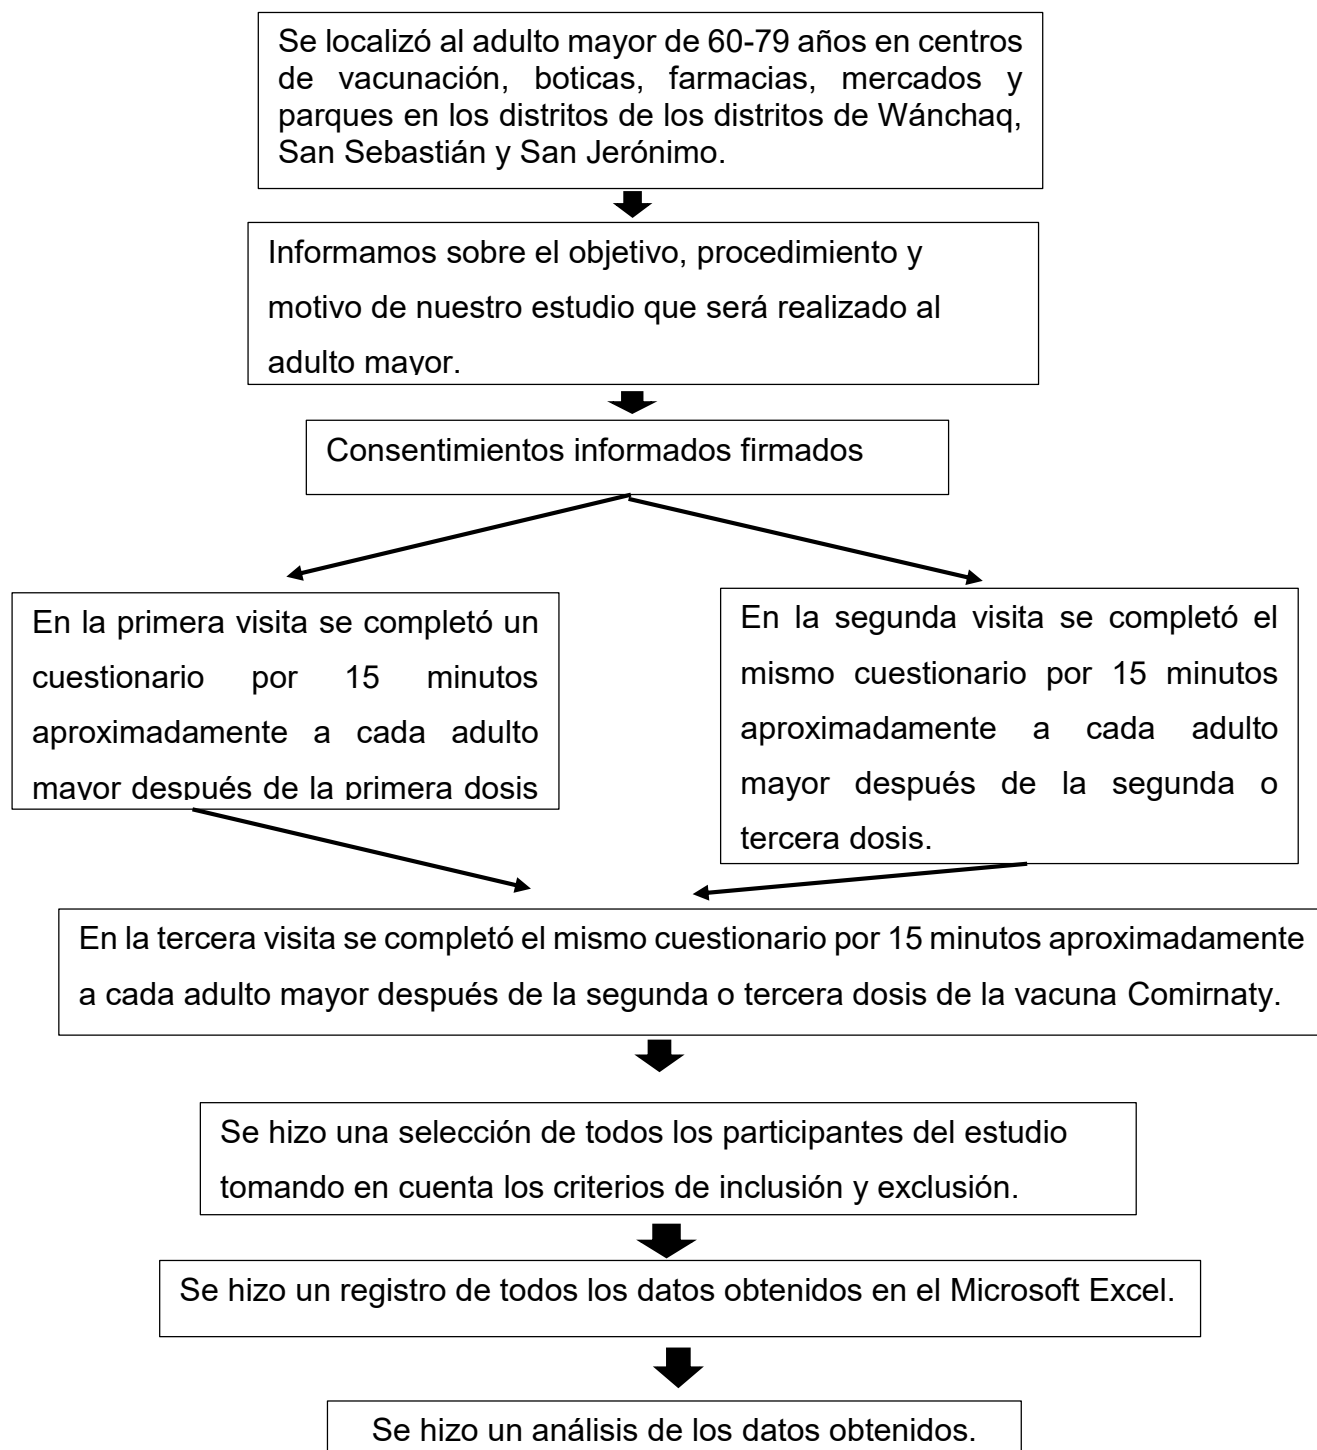 Se localizó al adulto mayor de 60-79 años en centros
de vacunación, boticas, farmacias, mercados y
parques en los distritos de los distritos de Wánchaq,
San Sebastián y San Jerónimo.
Informamos sobre el objetivo, procedimiento y
motivo de nuestro estudio que será realizado al
adulto mayor.
Consentimientos informados firmados
En la primera visita se completó un
cuestionario por 15 minutos
aproximadamente a cada adulto
mayor después de la primera dosis
En la segunda visita se completó el
mismo cuestionario por 15 minutos
aproximadamente a cada adulto
mayor después de la segunda o
tercera dosis.
En la tercera visita se completó el mismo cuestionario por 15 minutos aproximadamente
a cada adulto mayor después de la segunda o tercera dosis de la vacuna Comirnaty.
Se hizo una selección de todos los participantes del estudio
tomando en cuenta los criterios de inclusión y exclusión.
Se hizo un registro de todos los datos obtenidos en el Microsoft Excel.
Se hizo un análisis de los datos obtenidos.